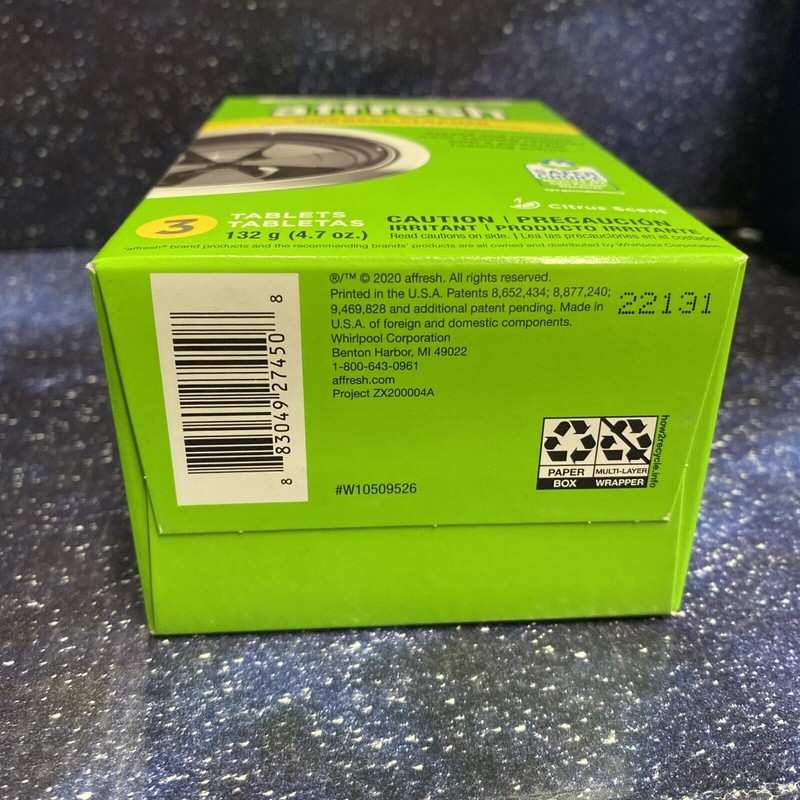 affresh
Citrus Scent
3
TABLETS
TABLETAS
132 g (4.7 oz.)
CAUTION | PRECAUCIÓN
IRRITANT | PRODUCTO IRRITANTE
Read cautions on side. | Lea las precauciones en el costado.
*affresh® brand products and the recommending brands' products are all owned and distributed by Whirlpool Corporation.
®/™ © 2020 affresh. All rights reserved.
Printed in the U.S.A. Patents 8,652,434; 8,877,240;
9,469,828 and additional patent pending. Made in
U.S.A. of foreign and domestic components.
Whirlpool Corporation
Benton Harbor, MI 49022
1-800-643-0961
affresh.com
Project ZX200004A
22131
8 83049 27450 8
#W10509526
PAPER
BOX
MULTI-LAYER
WRAPPER
how2recycle.info